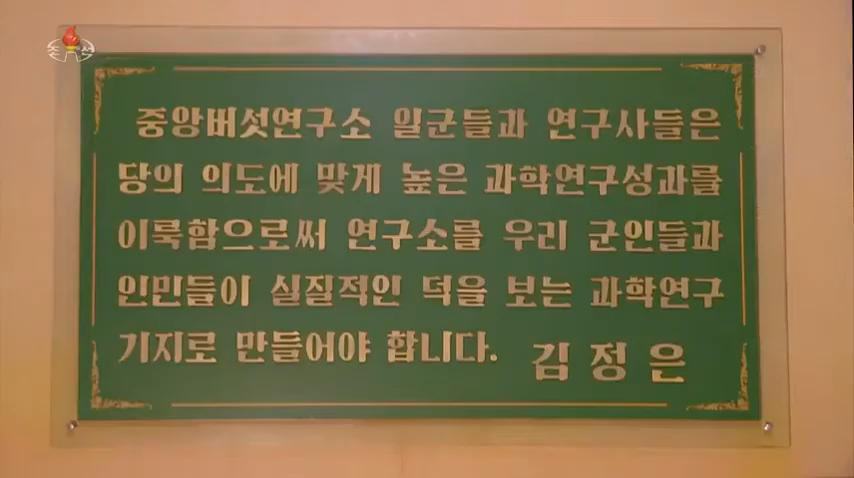 조선
중앙버섯연구소 일군들과 연구사들은
당의 의도에 맞게 높은 과학연구성과를
이룩함으로써 연구소를 우리 군인들과
인민들이 실질적인 덕을 보는 과학연구
기지로 만들어야 합니다. 김정은